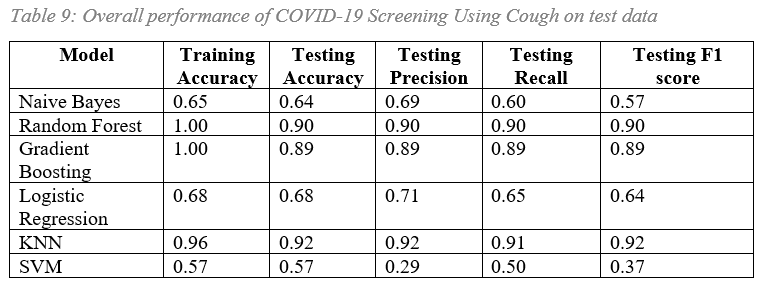 Table 9: Overall performance of COVID-19 Screening Using Cough on test data
Model Training Accuracy Testing Accuracy Testing Precision Testing Recall Testing F1 score
Naive Bayes 0.65 0.64 0.69 0.60 0.57
Random Forest 1.00 0.90 0.90 0.90 0.90
Gradient Boosting 1.00 0.89 0.89 0.89 0.89
Logistic Regression 0.68 0.68 0.71 0.65 0.64
KNN 0.96 0.92 0.92 0.91 0.92
SVM 0.57 0.57 0.29 0.50 0.37